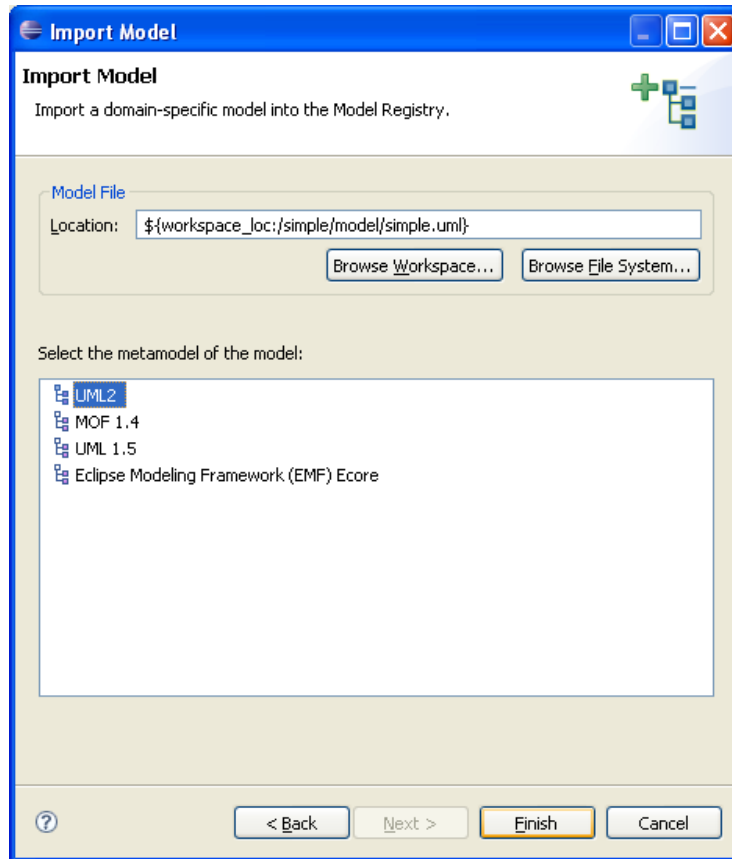 Import Model
Import Model
Import a domain-specific model into the Model Registry.
Model File
Location: ${workspace_loc:/simple/model/simple.uml}
Browse Workspace... Browse File System...
Select the metamodel of the model:
UML2
MOF 1.4
UML 1.5
Eclipse Modeling Framework (EMF) Ecore
? < Back Next > Finish Cancel